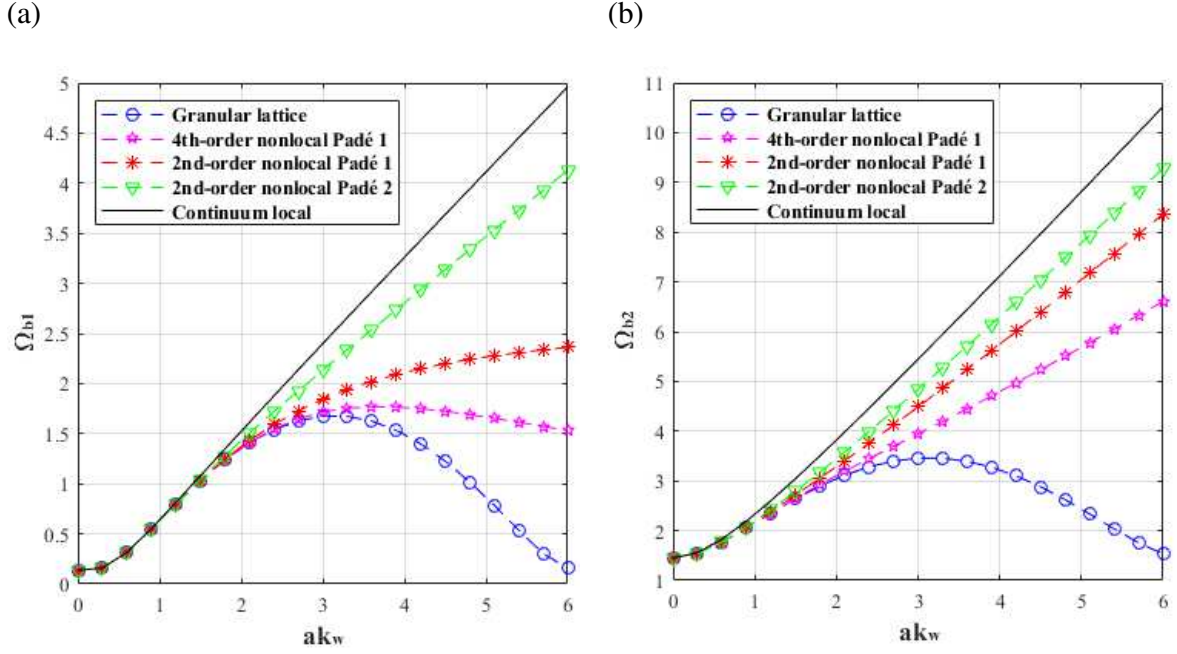 (a)
(b)
5
4.5
4
3.5
3
2.5
2
1.5
1
0.5
0
Ωb1
Granular lattice
4th-order nonlocal Padé 1
2nd-order nonlocal Padé 1
2nd-order nonlocal Padé 2
Continuum local
0 1 2 3 4 5 6
akw
11
10
9
8
7
6
5
4
3
2
1
Ωb2
Granular lattice
4th-order nonlocal Padé 1
2nd-order nonlocal Padé 1
2nd-order nonlocal Padé 2
Continuum local
0 1 2 3 4 5 6
akw